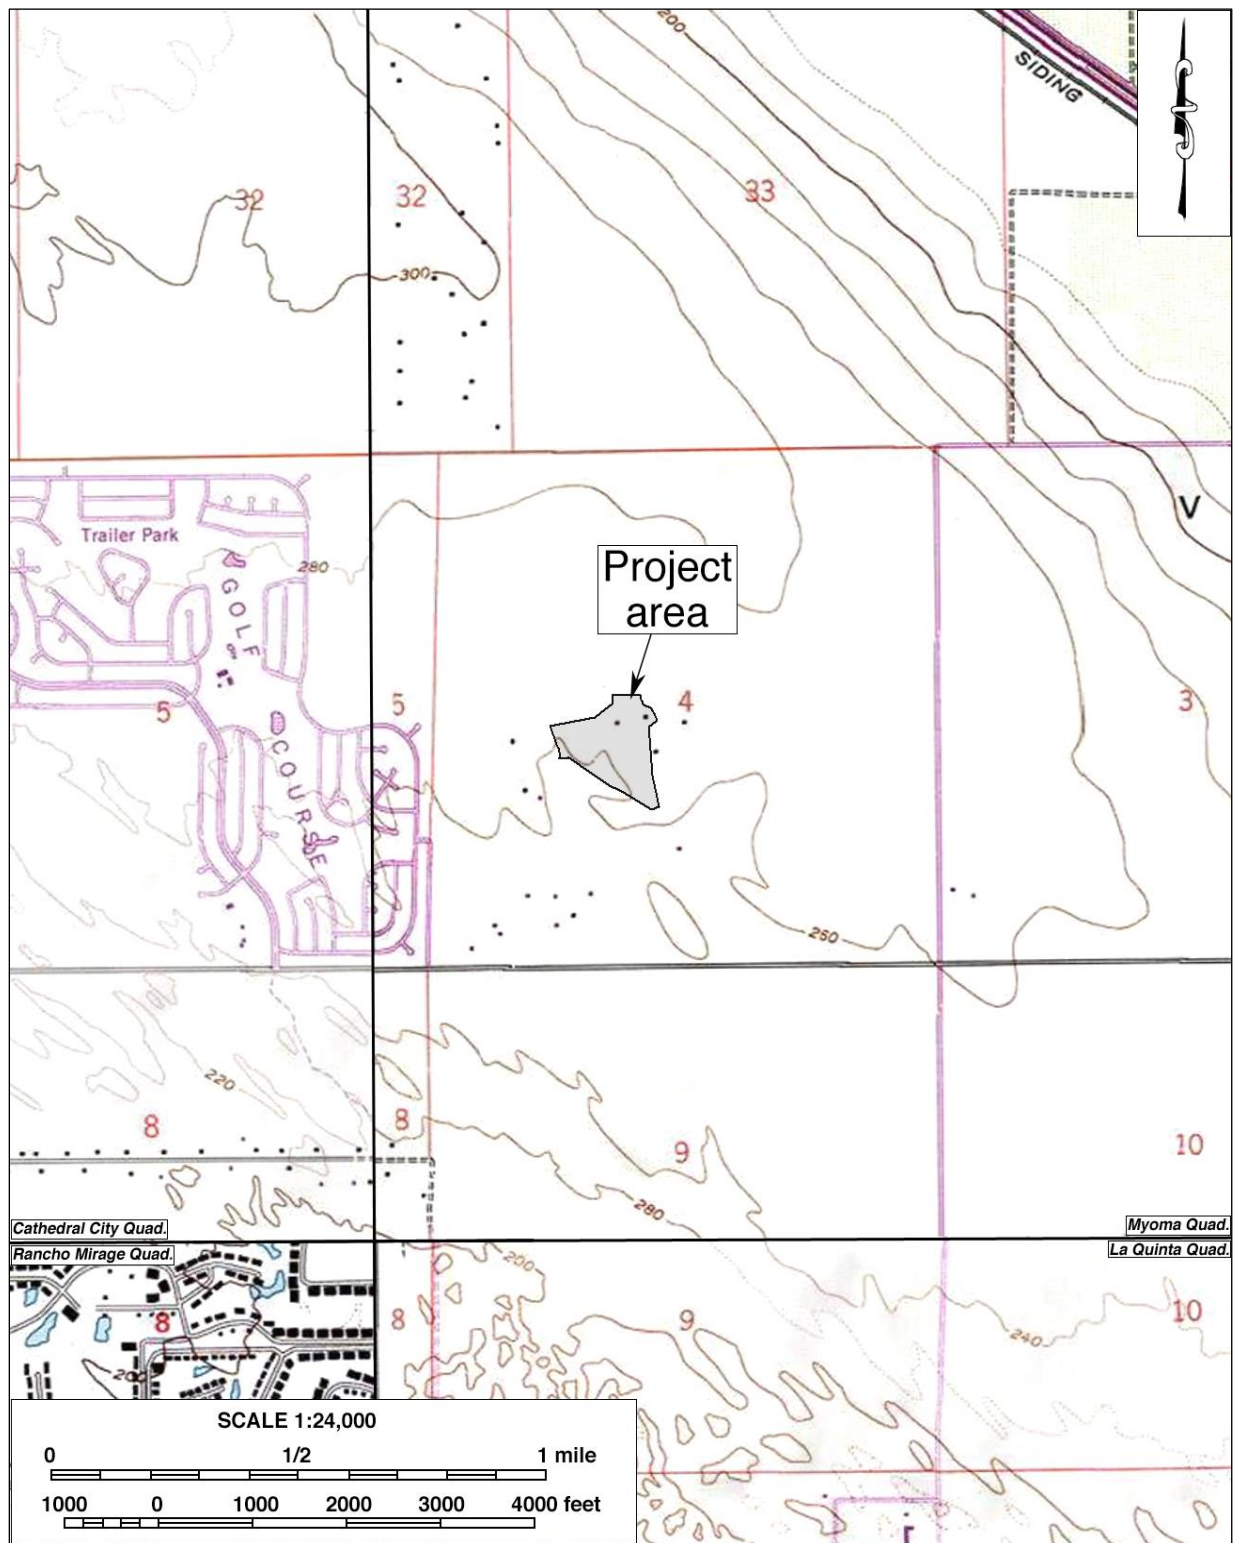 200
SIDING
32
32
33
300
Trailer Park
280
GOLF
COURSE
V
Project
area
5
5
4
3
260
220
8
8
9
10
280
Cathedral City Quad.
Myoma Quad.
Rancho Mirage Quad.
La Quinta Quad.
200
8
8
9
10
240
200
SCALE 1:24,000
0 1/2 1 mile
1000 0 1000 2000 3000 4000 feet